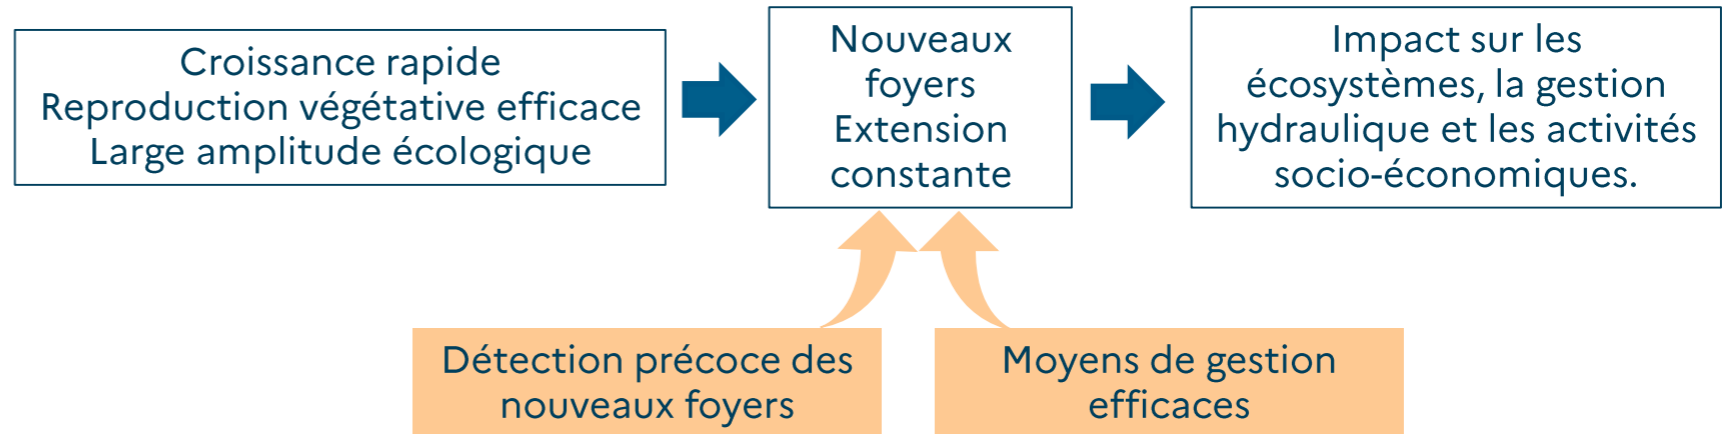 Croissance rapide
Reproduction végétative efficace
Large amplitude écologique
Nouveaux
foyers
Extension
constante
Impact sur les
écosystèmes, la gestion
hydraulique et les activités
socio-économiques.
Détection précoce des
nouveaux foyers
Moyens de gestion
efficaces